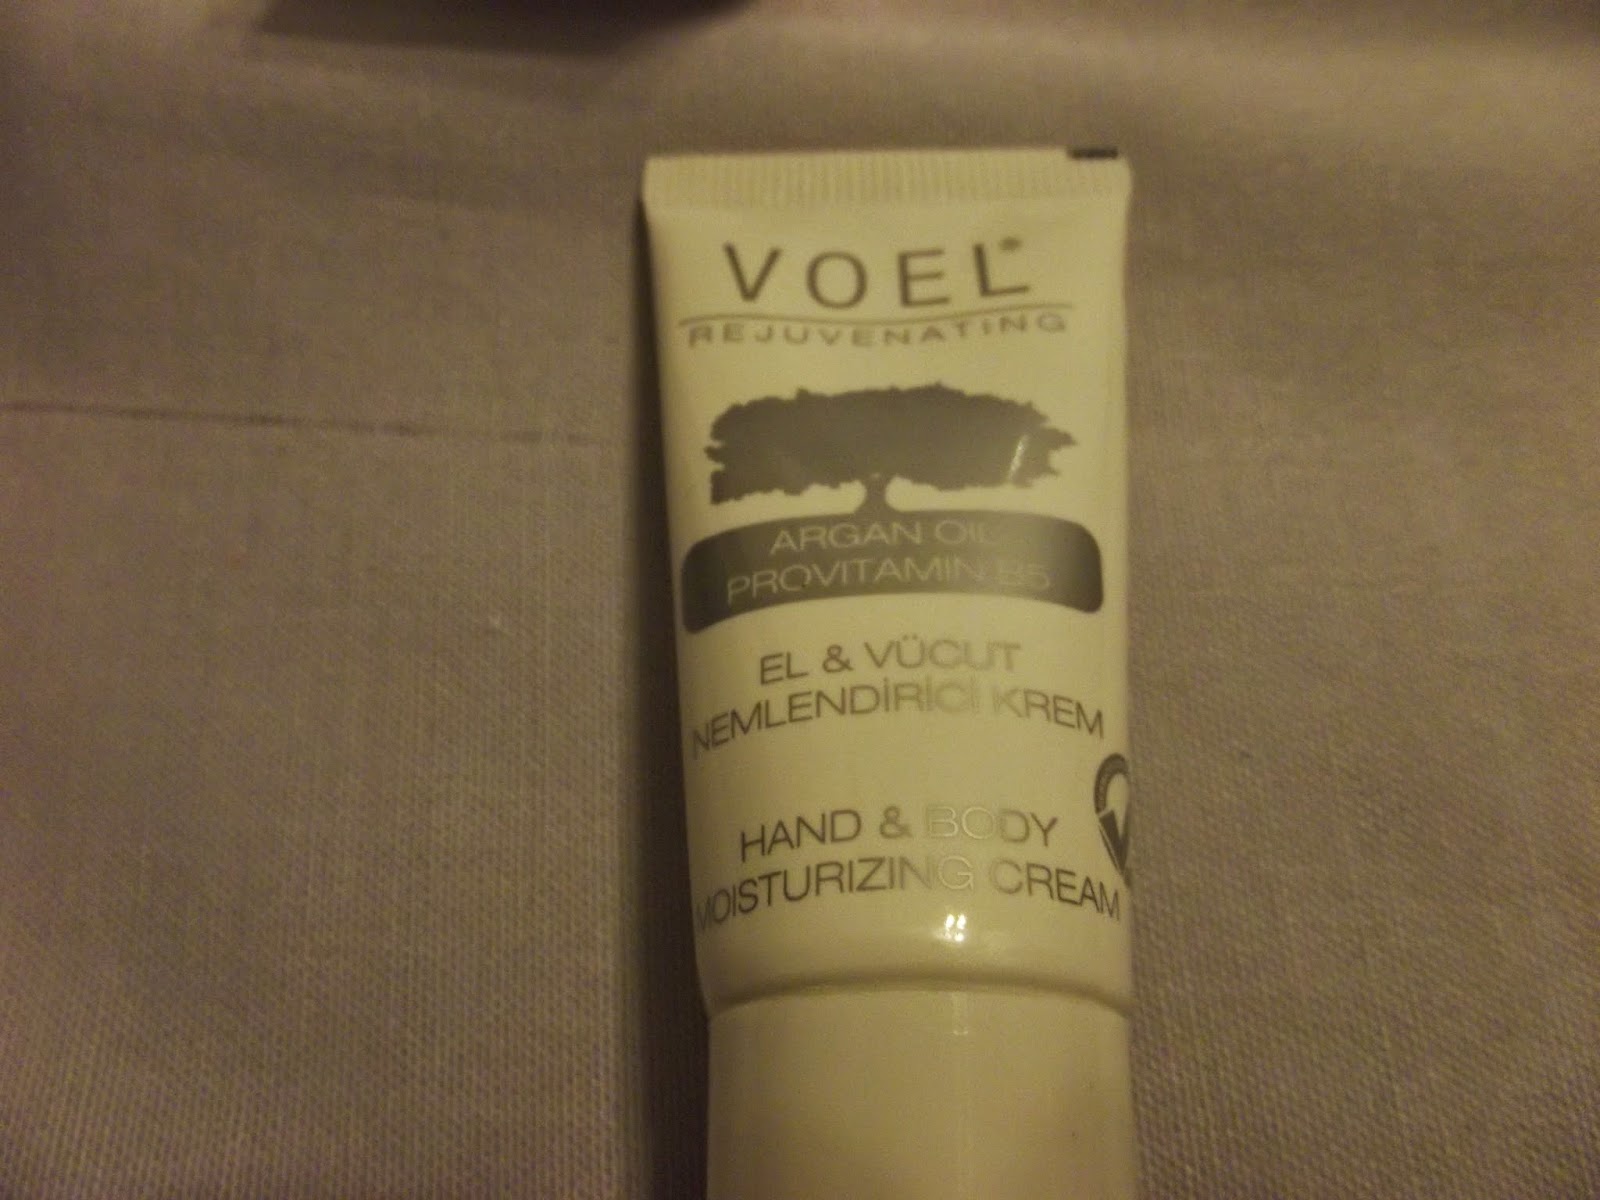 VOEL®
REJUVENATING
ARGAN OIL
PROVITAMIN B5
EL & VÜCUT
NEMLENDİRİCİ KREM
HAND & BODY
MOISTURIZING CREAM